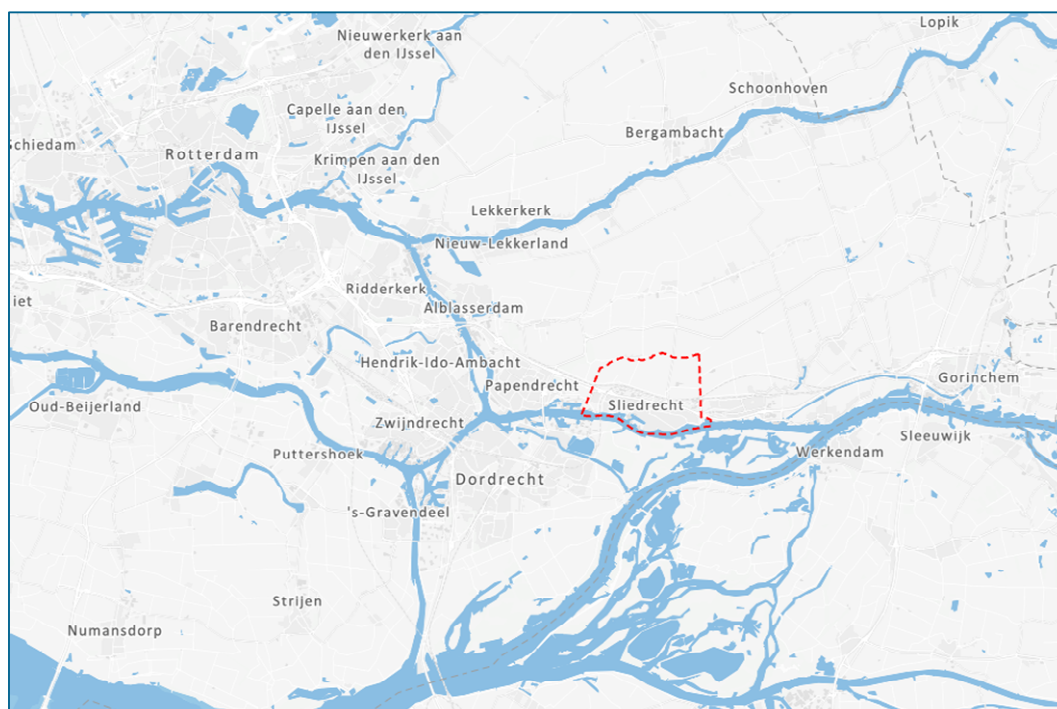 Lopik
Nieuwerkerk aan
den IJssel
Schoonhoven
Capelle aan den
IJssel
Bergambacht
Schiedam
Rotterdam
Krimpen aan den
IJssel
Lekkerkerk
Nieuw-Lekkerland
Ridderkerk
iet
Alblasserdam
Barendrecht
Hendrik-Ido-Ambacht
Gorinchem
Papendrecht
Oud-Beijerland
Sliedrecht
Zwijndrecht
Sleeuwijk
Puttershoek
Werkendam
Dordrecht
's-Gravendeel
Strijen
Numansdorp